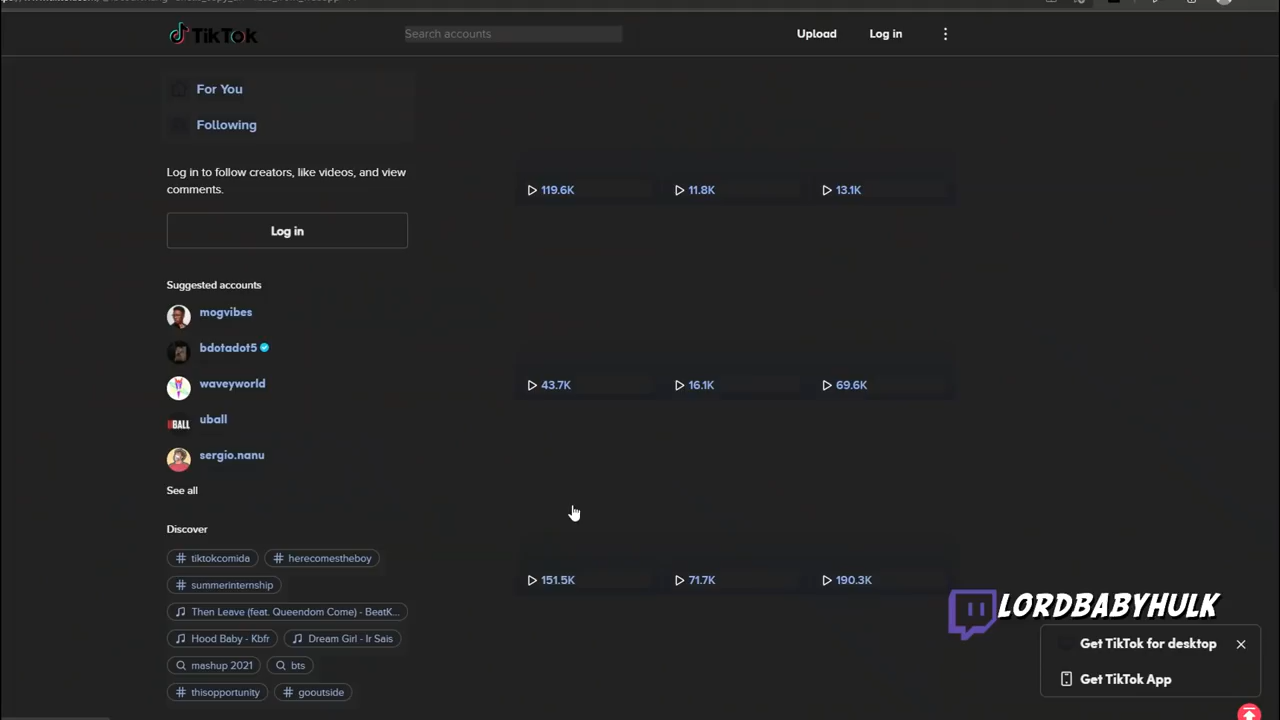 TikTok
Search accounts
Upload
Log in
For You
Following
Log in to follow creators, like videos, and view
comments.
Log in
Suggested accounts
mogvibes
bdotadot5
waveyworld
uball
sergio.nanu
See all
Discover
# tiktokcomida
# herecomestheboy
# summerinternship
Then Leave (feat. Queendom Come) - BeatK...
Hood Baby - Kbfr
Dream Girl - Ir Sais
mashup 2021
bts
# thisopportunity
# gooutside
119.6K
11.8K
13.1K
43.7K
16.1K
69.6K
151.5K
71.7K
190.3K
LORDBABYHULK
Get TikTok for desktop
Get TikTok App